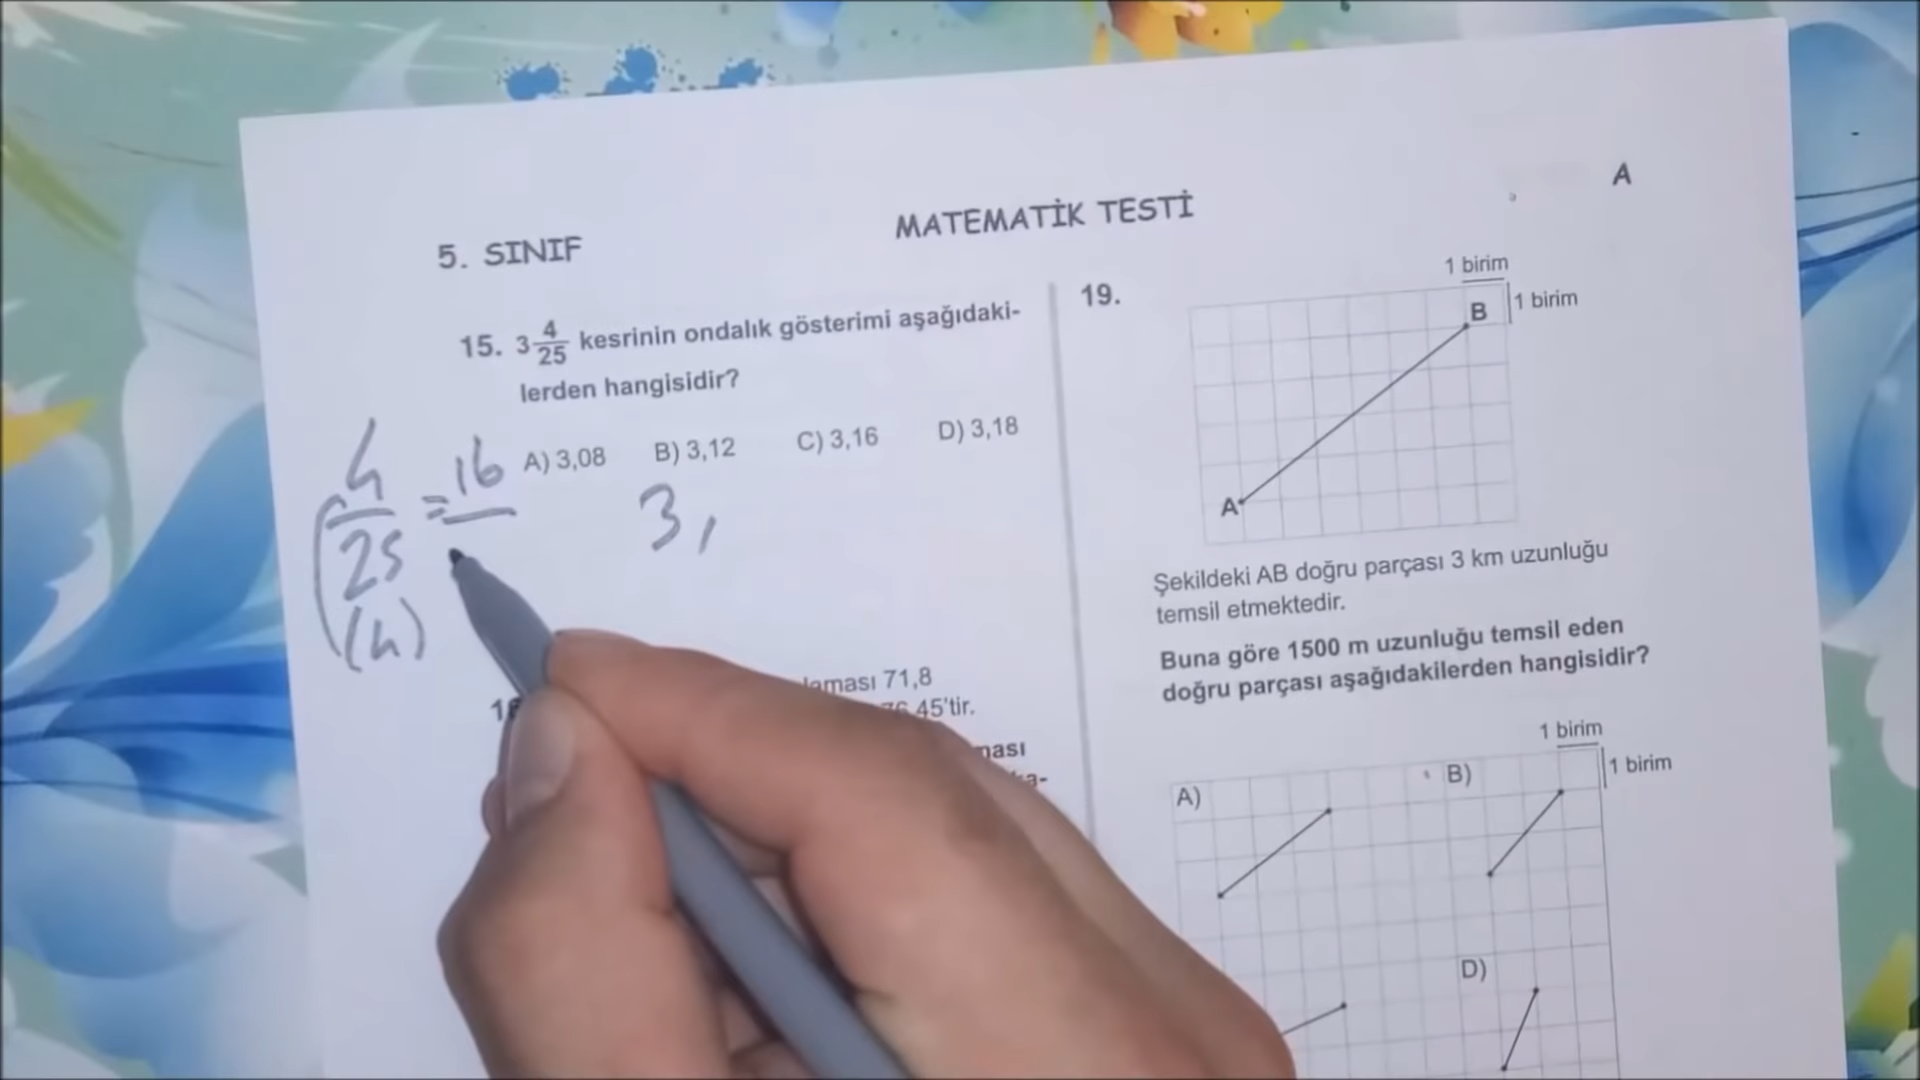 A
5. SINIF
MATEMATİK TESTİ
15. 3 4/25 kesrinin ondalık gösterimi aşağıdaki-
lerden hangisidir?
A) 3,08 B) 3,12 C) 3,16 D) 3,18
4/25 = 16
(4)
3,
71,8
45'tir.
19.
1 birim
1 birim
B
A
Şekildeki AB doğru parçası 3 km uzunluğu
temsil etmektedir.
Buna göre 1500 m uzunluğu temsil eden
doğru parçası aşağıdakilerden hangisidir?
1 birim
1 birim
A)
B)
D)